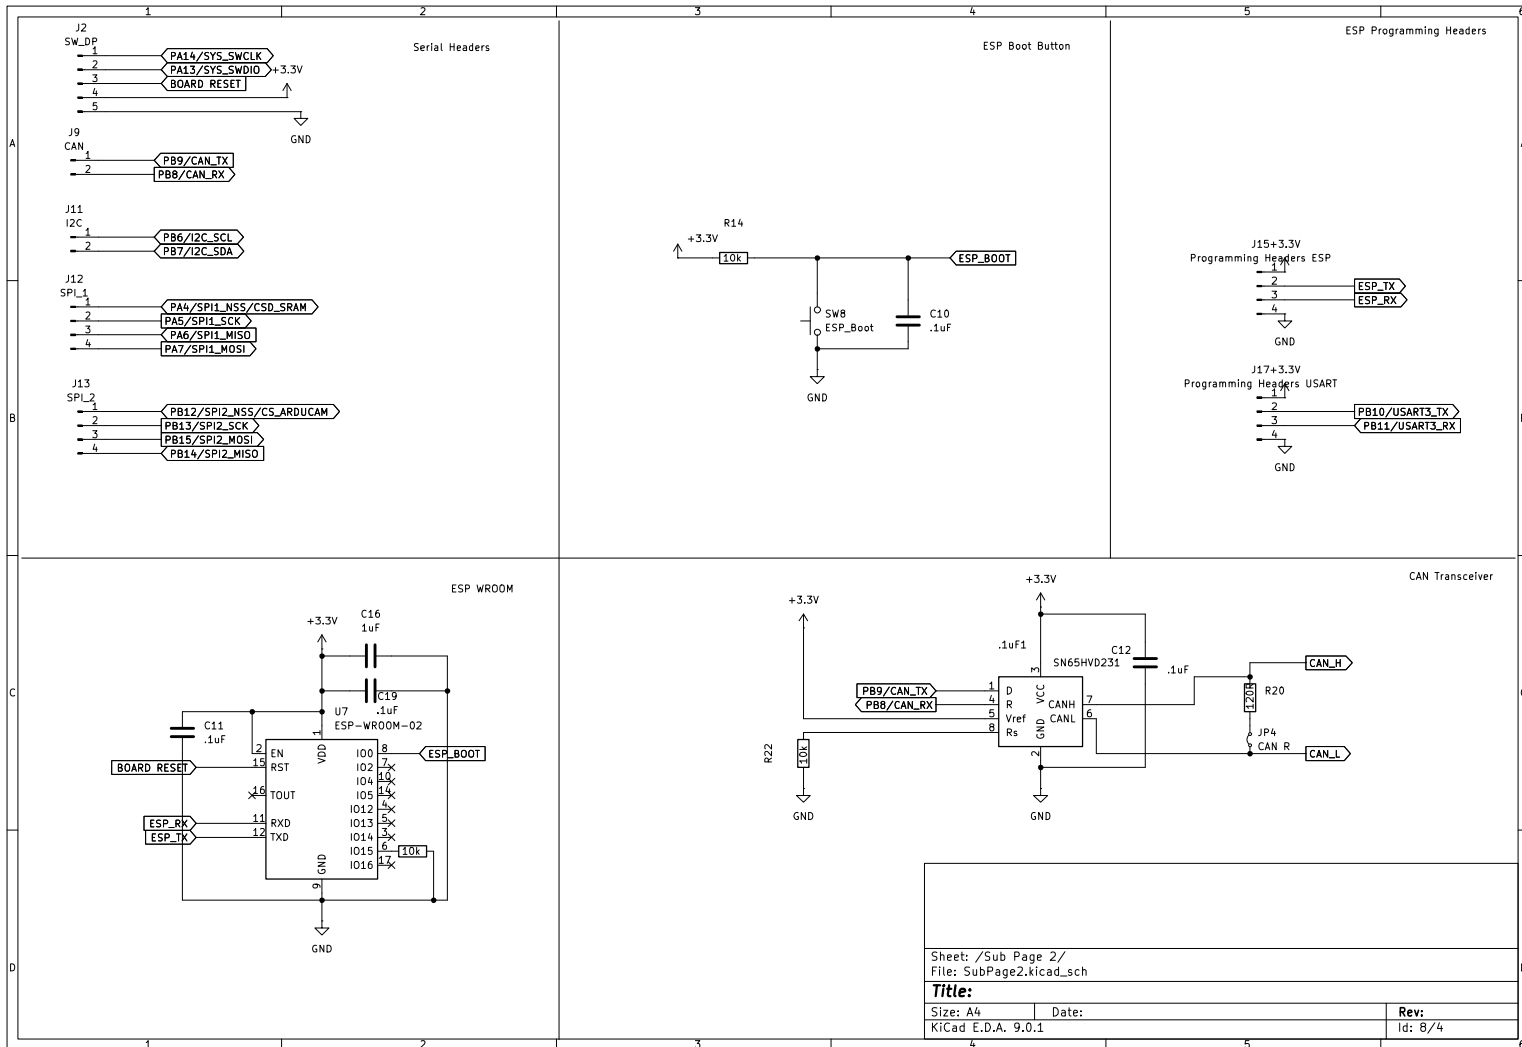 1 2 3 4 5
A
B
C
D
Serial Headers
J2
SW_DP
1 PA14/SYS_SWCLK
2 PA13/SYS_SWDIO
+3.3V
3 BOARD RESET
4
5
GND
J9
CAN
1 PB9/CAN_TX
2 PB8/CAN_RX
J11
I2C
1 PB6/I2C_SCL
2 PB7/I2C_SDA
J12
SPI_1
1 PA4/SPI1_NSS/CSD_SRAM
2 PA5/SPI1_SCK
3 PA6/SPI1_MISO
4 PA7/SPI1_MOSI
J13
SPI_2
1 PB12/SPI2_NSS/CS_ARDUCAM
2 PB13/SPI2_SCK
3 PB15/SPI2_MOSI
4 PB14/SPI2_MISO
ESP Boot Button
R14
+3.3V
10k
ESP_BOOT
SW8
ESP_Boot
C10
.1uF
GND
ESP Programming Headers
J15
+3.3V
Programming Headers ESP
1
2 ESP_TX
3 ESP_RX
4
GND
J17
+3.3V
Programming Headers USART
1
2 PB10/USART3_TX
3 PB11/USART3_RX
4
GND
ESP WROOM
+3.3V
C16
1uF
C19
.1uF
C11
.1uF
U7
ESP-WROOM-02
1
VDD
2 EN
BOARD RESET 15 RST
16 TOUT
ESP_RX 11 RXD
ESP_TX 12 TXD
IO0 8 ESP_BOOT
IO2 7
IO4 10
IO5 14
IO12 4
IO13 5
IO14 3
IO15 6 10k
IO16 17
GND
9
GND
CAN Transceiver
+3.3V
+3.3V
.1uF1
SN65HVD231
C12
.1uF
3
VCC
PB9/CAN_TX 1 D
PB8/CAN_RX 4 R
5 Vref
8 Rs
CANH 7
CANL 6
GND
2
R22
10k
GND
GND
CAN_H
R20
120R
JP4
CAN R
CAN_L
Sheet: /Sub Page 2/
File: SubPage2.kicad_sch
Title:
Size: A4 Date: Rev:
KiCad E.D.A. 9.0.1 Id: 8/4
1 2 3 4 5